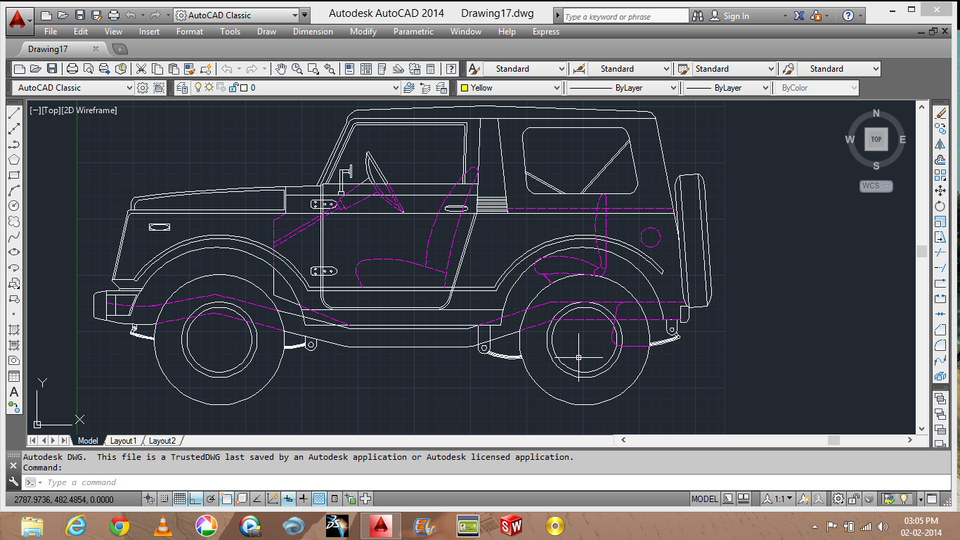 AutoCAD Classic
Autodesk AutoCAD 2014 Drawing17.dwg
Type a keyword or phrase
Sign In
File Edit View Insert Format Tools Draw Dimension Modify Parametric Window Help Express
Drawing17
Standard Standard Standard Standard
AutoCAD Classic
0
Yellow
ByLayer
ByLayer
ByColor
[−][Top][2D Wireframe]
N
W TOP E
S
WCS
Y
X
Model Layout1 Layout2
Autodesk DWG. This file is a TrustedDWG last saved by an Autodesk application or Autodesk licensed application.
Command:
Type a command
2787.9736, 482.4854, 0.0000
MODEL
1:1
03:05 PM
02-02-2014